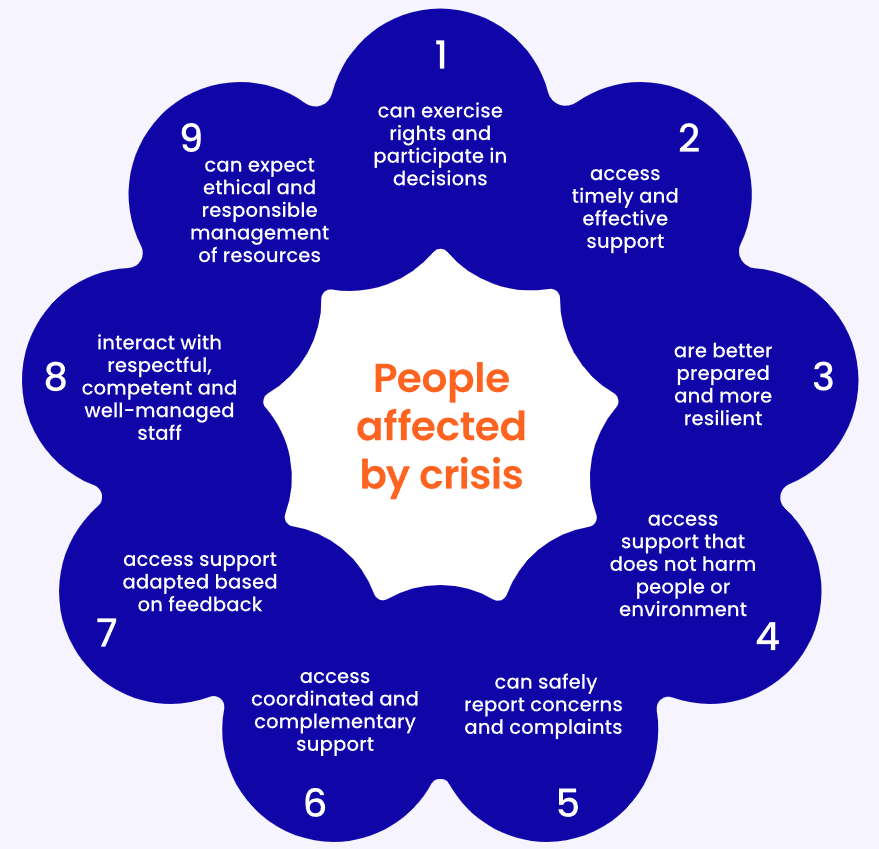 1
can exercise
rights and
participate in
decisions
2
access
timely and
effective
support
3
are better
prepared
and more
resilient
4
access
support that
does not harm
people or
environment
5
can safely
report concerns
and complaints
6
access
coordinated and
complementary
support
7
access support
adapted based
on feedback
8
interact with
respectful,
competent and
well-managed
staff
9
can expect
ethical and
responsible
management
of resources
People
affected
by crisis